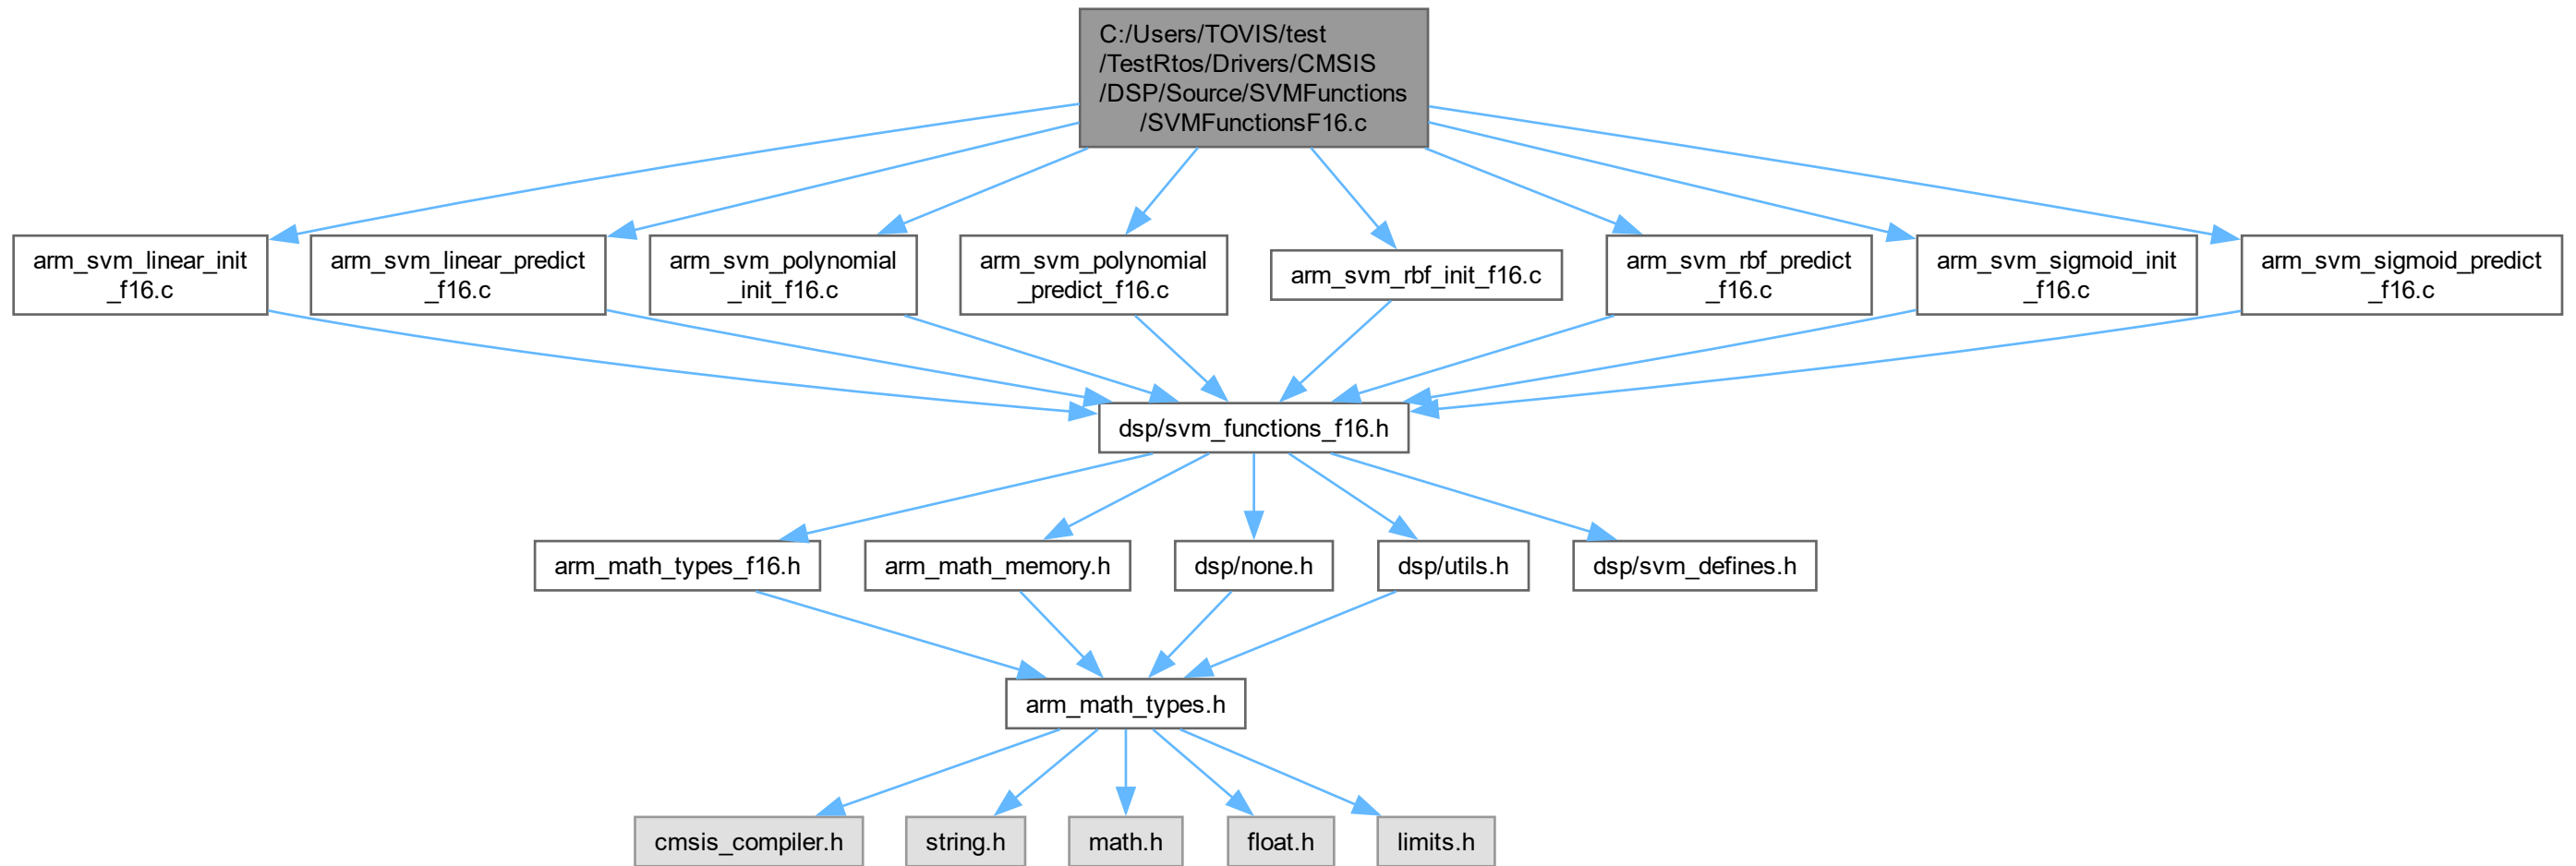 C:/Users/TOVIS/test
/TestRtos/Drivers/CMSIS
/DSP/Source/SVMFunctions
/SVMFunctionsF16.c
arm_svm_linear_init
_f16.c
arm_svm_linear_predict
_f16.c
arm_svm_polynomial
_init_f16.c
arm_svm_polynomial
_predict_f16.c
arm_svm_rbf_init_f16.c
arm_svm_rbf_predict
_f16.c
arm_svm_sigmoid_init
_f16.c
arm_svm_sigmoid_predict
_f16.c
dsp/svm_functions_f16.h
arm_math_types_f16.h
arm_math_memory.h
dsp/none.h
dsp/utils.h
dsp/svm_defines.h
arm_math_types.h
cmsis_compiler.h
string.h
math.h
float.h
limits.h